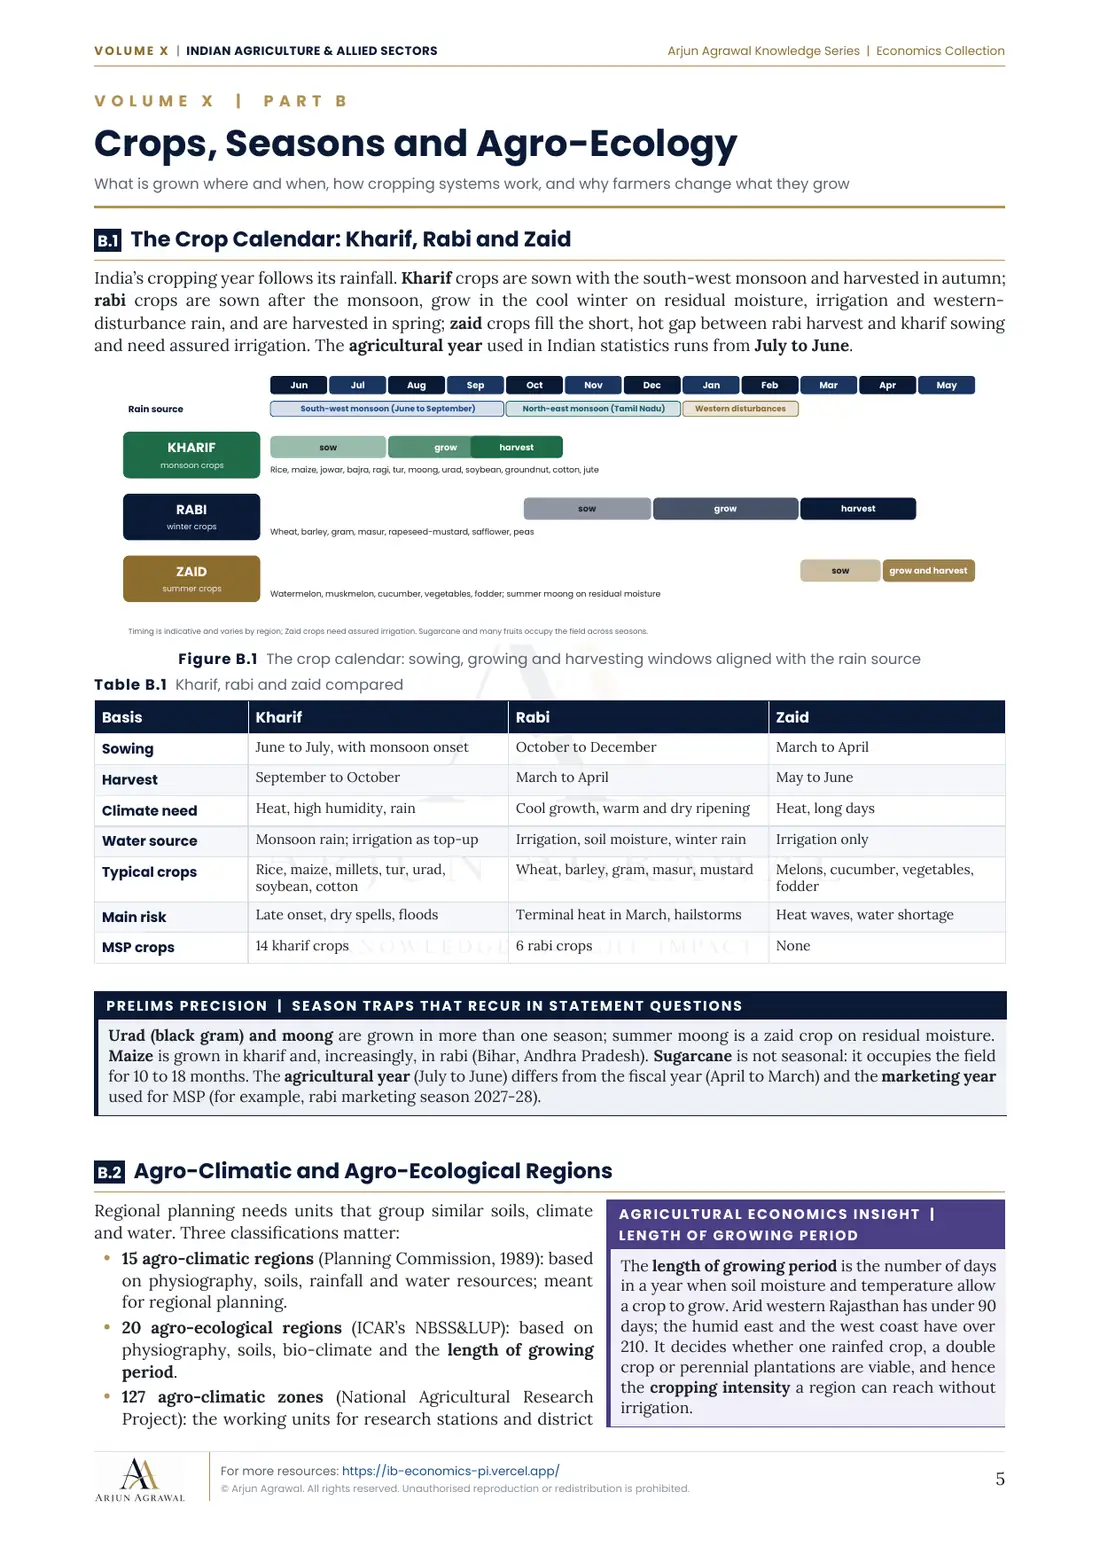 VOLUME X | INDIAN AGRICULTURE & ALLIED SECTORS
Arjun Agrawal Knowledge Series | Economics Collection
VOLUME X | PART B
Crops, Seasons and Agro-Ecology
What is grown where and when, how cropping systems work, and why farmers change what they grow
B.1 The Crop Calendar: Kharif, Rabi and Zaid
India's cropping year follows its rainfall. Kharif crops are sown with the south-west monsoon and harvested in autumn;
rabi crops are sown after the monsoon, grow in the cool winter on residual moisture, irrigation and western-
disturbance rain, and are harvested in spring; zaid crops fill the short, hot gap between rabi harvest and kharif sowing
and need assured irrigation. The agricultural year used in Indian statistics runs from July to June.
Jun Jul Aug Sep Oct Nov Dec Jan Feb Mar Apr May
Rain source South-west monsoon (June to September) North-east monsoon (Tamil Nadu) Western disturbances
KHARIF
monsoon crops
sow grow harvest
Rice, maize, jowar, bajra, ragi, tur, moong, urad, soybean, groundnut, cotton, jute
RABI
winter crops
sow grow harvest
Wheat, barley, gram, masur, rapeseed-mustard, safflower, peas
ZAID
summer crops
sow grow and harvest
Watermelon, muskmelon, cucumber, vegetables, fodder; summer moong on residual moisture
Timing is indicative and varies by region; Zaid crops need assured irrigation. Sugarcane and many fruits occupy the field across seasons.
Figure B.1 The crop calendar: sowing, growing and harvesting windows aligned with the rain source
Table B.1 Kharif, rabi and zaid compared
Basis Kharif Rabi Zaid
Sowing June to July, with monsoon onset October to December March to April
Harvest September to October March to April May to June
Climate need Heat, high humidity, rain Cool growth, warm and dry ripening Heat, long days
Water source Monsoon rain; irrigation as top-up Irrigation, soil moisture, winter rain Irrigation only
Typical crops Rice, maize, millets, tur, urad, soybean, cotton Wheat, barley, gram, masur, mustard Melons, cucumber, vegetables, fodder
Main risk Late onset, dry spells, floods Terminal heat in March, hailstorms Heat waves, water shortage
MSP crops 14 kharif crops 6 rabi crops None
PRELIMS PRECISION | SEASON TRAPS THAT RECUR IN STATEMENT QUESTIONS
Urad (black gram) and moong are grown in more than one season; summer moong is a zaid crop on residual moisture.
Maize is grown in kharif and, increasingly, in rabi (Bihar, Andhra Pradesh). Sugarcane is not seasonal: it occupies the field
for 10 to 18 months. The agricultural year (July to June) differs from the fiscal year (April to March) and the marketing year
used for MSP (for example, rabi marketing season 2027-28).
B.2 Agro-Climatic and Agro-Ecological Regions
Regional planning needs units that group similar soils, climate
and water. Three classifications matter:
• 15 agro-climatic regions (Planning Commission, 1989): based
on physiography, soils, rainfall and water resources; meant
for regional planning.
• 20 agro-ecological regions (ICAR's NBSS&LUP): based on
physiography, soils, bio-climate and the length of growing
period.
• 127 agro-climatic zones (National Agricultural Research
Project): the working units for research stations and district
AGRICULTURAL ECONOMICS INSIGHT |
LENGTH OF GROWING PERIOD
The length of growing period is the number of days
in a year when soil moisture and temperature allow
a crop to grow. Arid western Rajasthan has under 90
days; the humid east and the west coast have over
210. It decides whether one rainfed crop, a double
crop or perennial plantations are viable, and hence
the cropping intensity a region can reach without
irrigation.
ARJUN AGRAWAL
For more resources: https://ib-economics-pi.vercel.app/
© Arjun Agrawal. All rights reserved. Unauthorised reproduction or redistribution is prohibited.
5